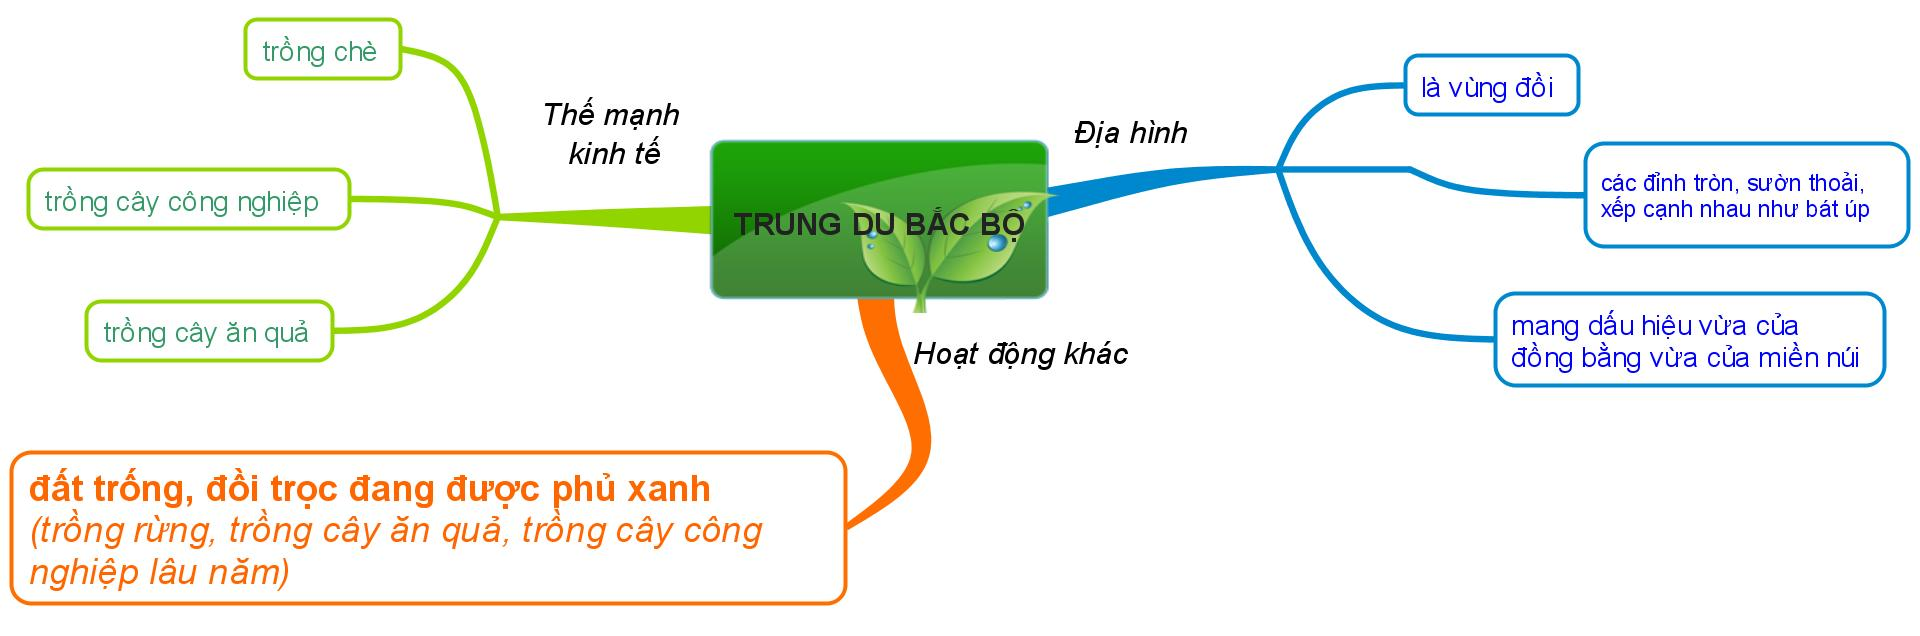 TRUNG DU BẮC BỘ
Thế mạnh
kinh tế
trồng chè
trồng cây công nghiệp
trồng cây ăn quả
Địa hình
là vùng đồi
các đỉnh tròn, sườn thoải,
xếp cạnh nhau như bát úp
mang dấu hiệu vừa của
đồng bằng vừa của miền núi
Hoạt động khác
đất trống, đồi trọc đang được phủ xanh
(trồng rừng, trồng cây ăn quả, trồng cây công
nghiệp lâu năm)